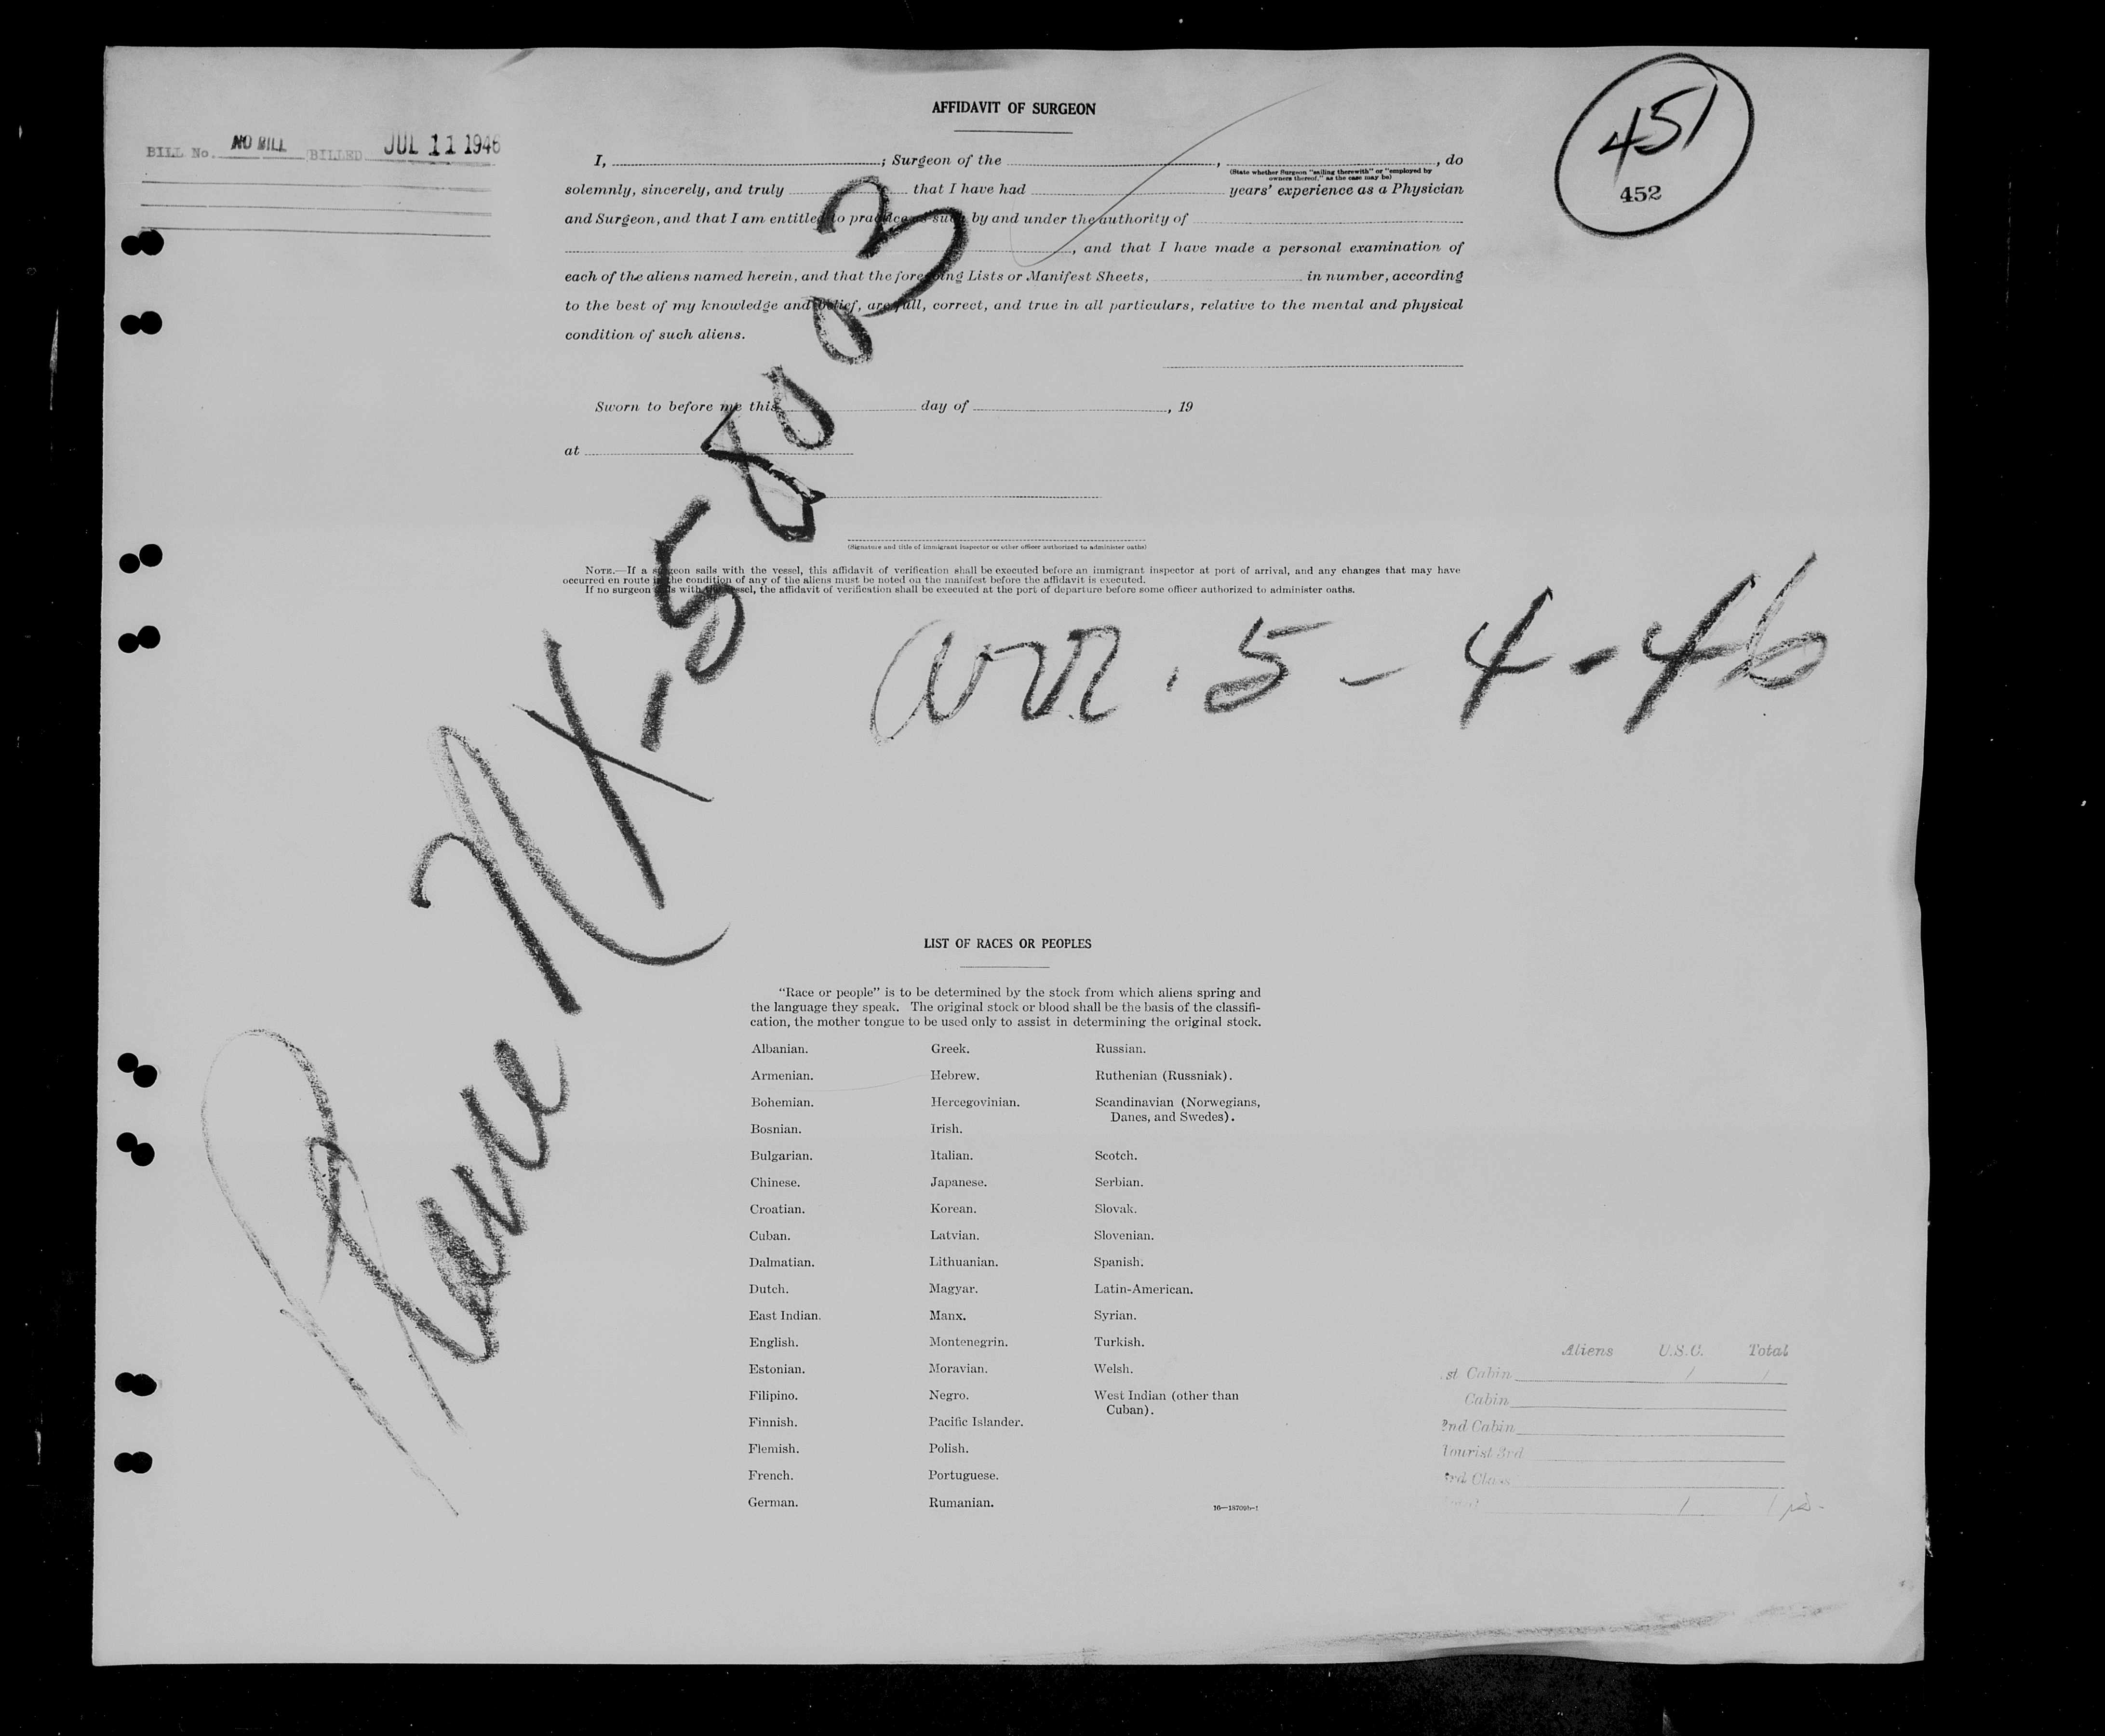 AFFIDAVIT OF SURGEON
BILL No. NO BILL BILLED JUL 11 1946
451
452
I, ; Surgeon of the , , do
(State whether Surgeon "sailing therewith" or "employed by
owners thereof," as the case may be)
solemnly, sincerely, and truly that I have had years' experience as a Physician
and Surgeon, and that I am entitled to practice as such by and under the authority of
, and that I have made a personal examination of
each of the aliens named herein, and that the foregoing Lists or Manifest Sheets, in number, according
to the best of my knowledge and belief, are full, correct, and true in all particulars, relative to the mental and physical
condition of such aliens.
Sworn to before me this day of , 19
at
(Signature and title of immigrant inspector or other officer authorized to administer oaths)
NOTE.—If a surgeon sails with the vessel, this affidavit of verification shall be executed before an immigrant inspector at port of arrival, and any changes that may have
occurred en route in the condition of any of the aliens must be noted on the manifest before the affidavit is executed.
If no surgeon sails with the vessel, the affidavit of verification shall be executed at the port of departure before some officer authorized to administer oaths.
Plane NX-58003
arr. 5-4-46
LIST OF RACES OR PEOPLES
"Race or people" is to be determined by the stock from which aliens spring and
the language they speak. The original stock or blood shall be the basis of the classifi-
cation, the mother tongue to be used only to assist in determining the original stock.
Albanian. Greek. Russian.
Armenian. Hebrew. Ruthenian (Russniak).
Bohemian. Hercegovinian. Scandinavian (Norwegians,
Danes, and Swedes).
Bosnian. Irish.
Bulgarian. Italian. Scotch.
Chinese. Japanese. Serbian.
Croatian. Korean. Slovak.
Cuban. Latvian. Slovenian.
Dalmatian. Lithuanian. Spanish.
Dutch. Magyar. Latin-American.
East Indian. Manx. Syrian.
English. Montenegrin. Turkish.
Estonian. Moravian. Welsh.
Filipino. Negro. West Indian (other than
Cuban).
Finnish. Pacific Islander.
Flemish. Polish.
French. Portuguese.
German. Rumanian.
16—18709b-1
Aliens U.S.C. Total
st Cabin 1 1
Cabin
2nd Cabin
Tourist 3rd
3rd Class
1 1